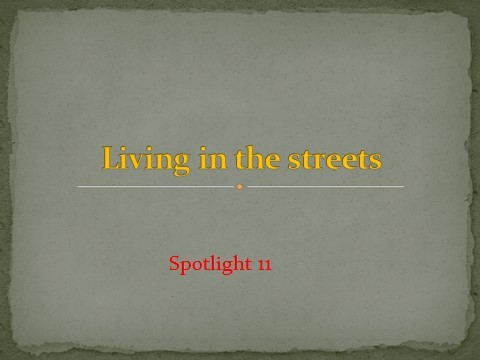 Living in the streets
Spotlight 11